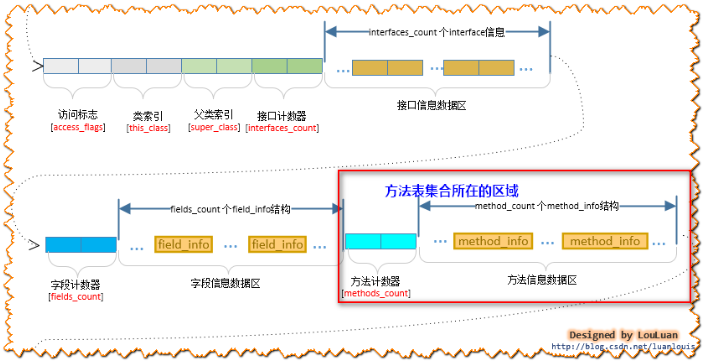 interfaces_count 个interface信息
...
...
...
访问标志
[access_flags]
类索引
[this_class]
父类索引
[super_class]
接口计数器
[interfaces_count]
接口信息数据区
方法表集合所在的区域
fields_count 个field_info结构
method_count 个method_info结构
... field_info ... field_info ...
... method_info ... method_info ...
字段计数器
[fields_count]
字段信息数据区
方法计数器
[methods_count]
方法信息数据区
Designed by LouLuan
http://blog.csdn.net/luanlouis